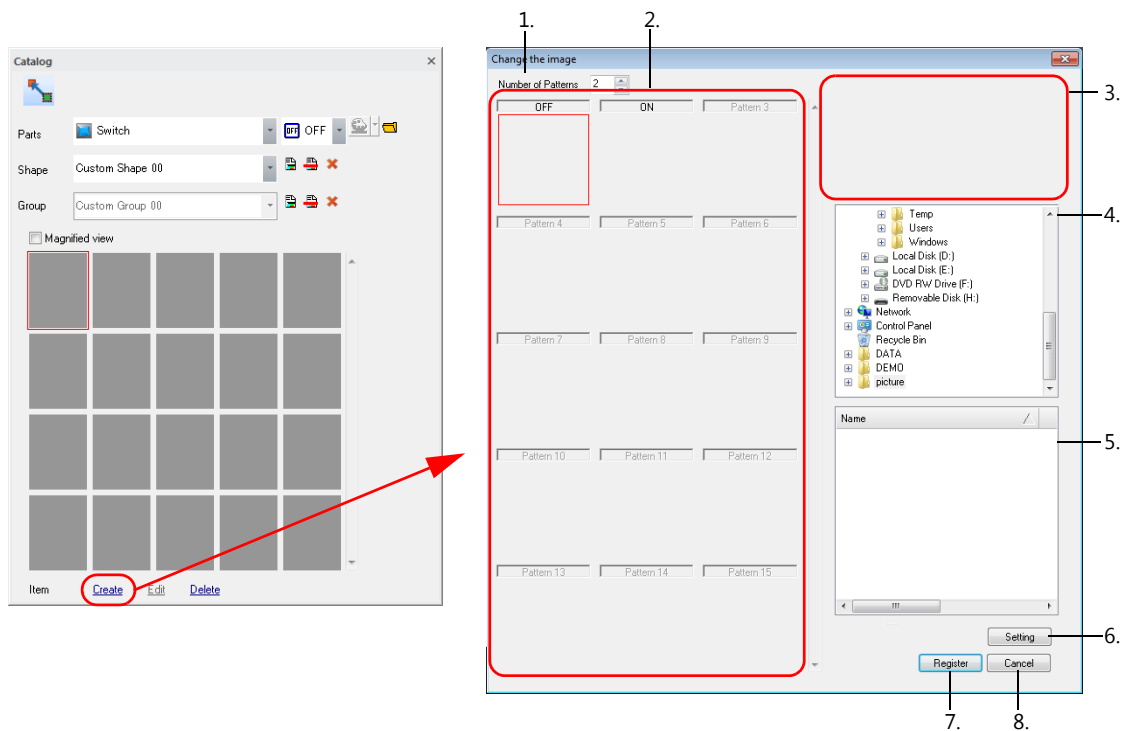 1.
2.
Catalog
Parts
Switch
OFF
OFF
Shape
Custom Shape 00
Group
Custom Group 00
Magnified view
Item
Create
Edit
Delete
Change the image
Number of Patterns 2
OFF
ON
Pattern 3
Pattern 4
Pattern 5
Pattern 6
Pattern 7
Pattern 8
Pattern 9
Pattern 10
Pattern 11
Pattern 12
Pattern 13
Pattern 14
Pattern 15
3.
4.
Temp
Users
Windows
Local Disk (D:)
Local Disk (E:)
DVD RW Drive (F:)
Removable Disk (H:)
Network
Control Panel
Recycle Bin
DATA
DEMO
picture
Name
5.
Setting
6.
Register
Cancel
7.
8.